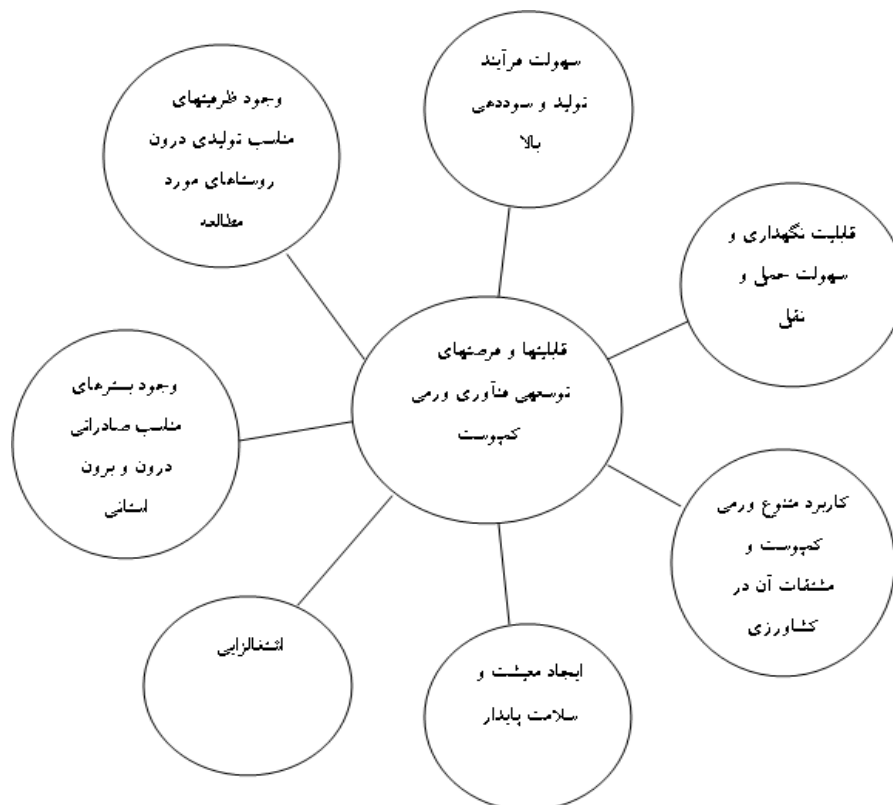 سهولت فرآیند
تولید و سوددهی
بالا
وجود ظرفیتهای
مناسب تولیدی درون
روستاهای مورد
مطالعه
قابلیت نگهداری و
سهولت حمل و
نقل
قابلیتها و فرصتهای
توسعهی فنآوری ورمی
کمپوست
وجود بسترهای
مناسب صادراتی
درون و برون
استانی
کاربرد متنوع ورمی
کمپوست و
مشتقات آن در
کشاورزی
اشتغالزایی
ایجاد معیشت و
سلامت پایدار